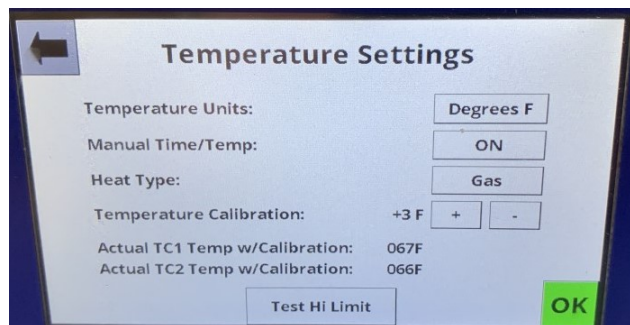 Temperature Settings
Temperature Units: Degrees F
Manual Time/Temp: ON
Heat Type: Gas
Temperature Calibration: +3 F + -
Actual TC1 Temp w/Calibration: 067F
Actual TC2 Temp w/Calibration: 066F
Test Hi Limit
OK